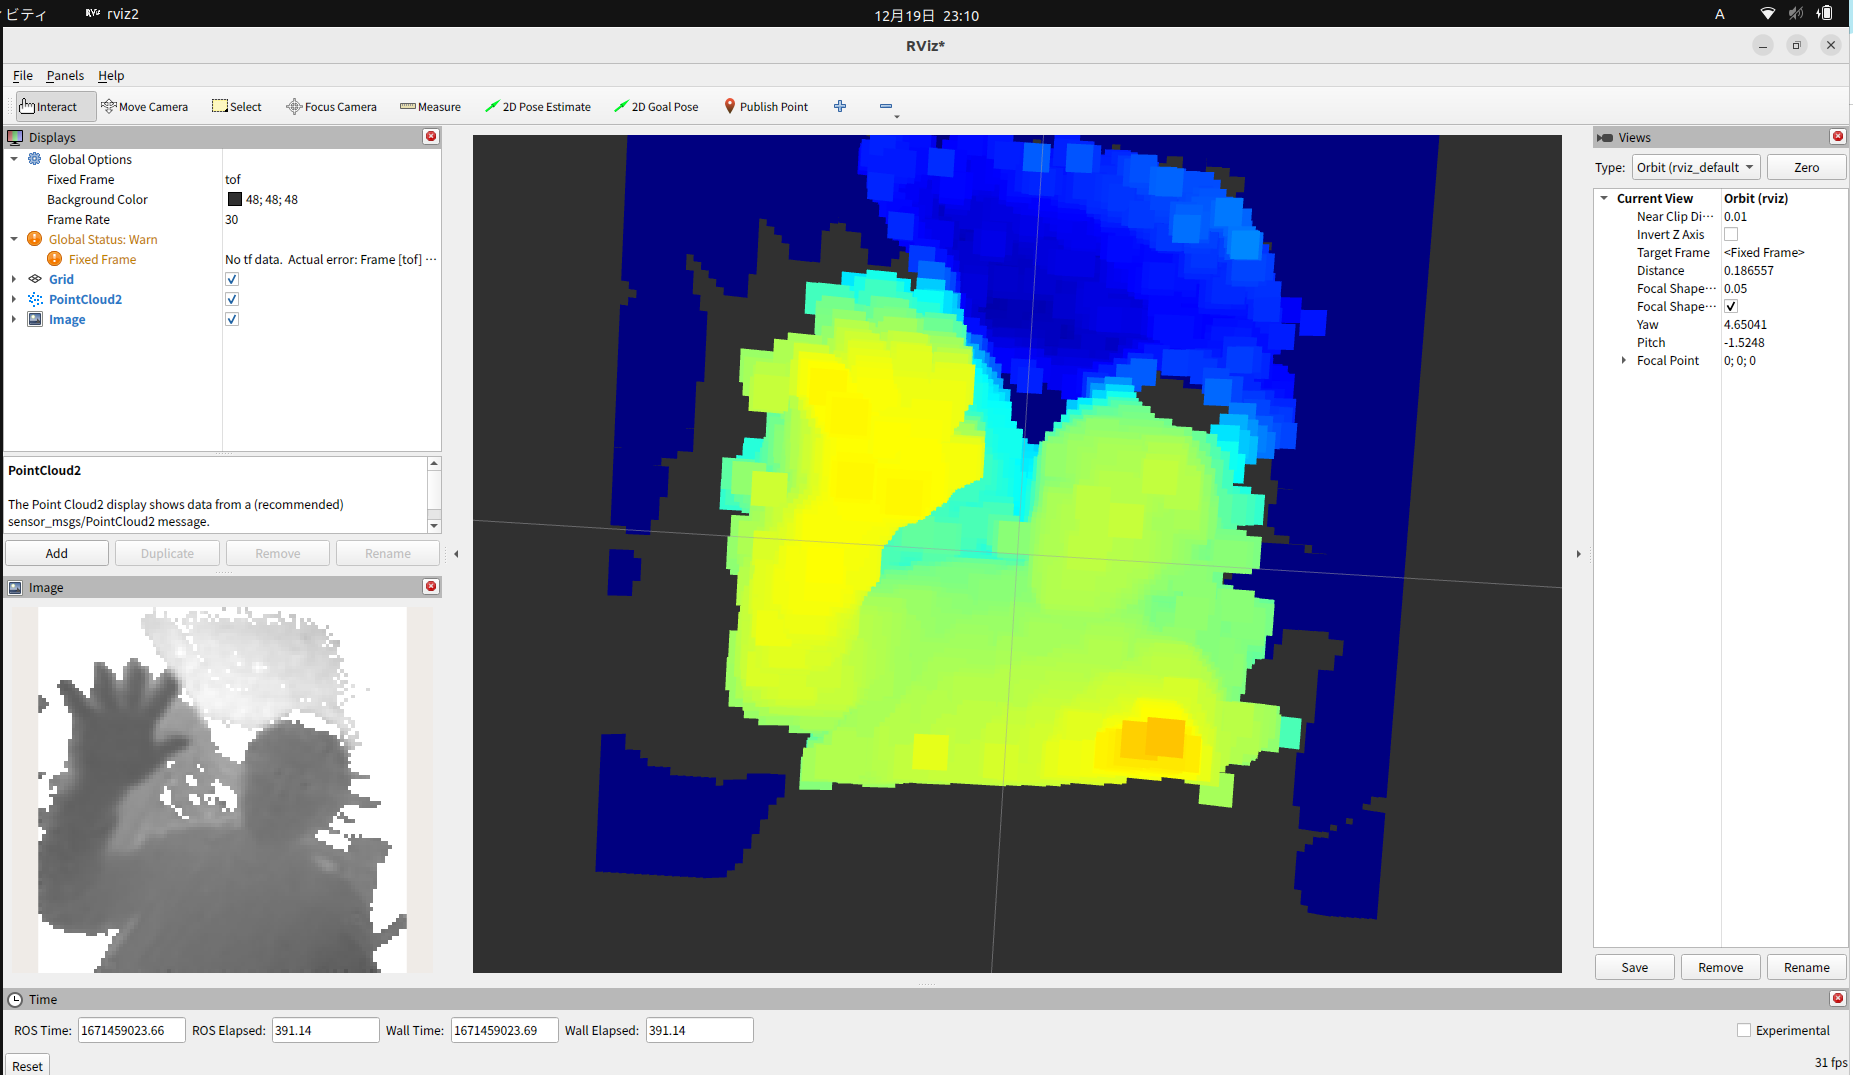 ィビティ rviz2 12月19日 23:10 A
RViz*
File Panels Help
Interact Move Camera Select Focus Camera Measure 2D Pose Estimate 2D Goal Pose Publish Point
Displays
Global Options
Fixed Frame tof
Background Color 48; 48; 48
Frame Rate 30
Global Status: Warn
Fixed Frame No tf data. Actual error: Frame [tof] ···
Grid
PointCloud2
Image
PointCloud2
The Point Cloud2 display shows data from a (recommended)
sensor_msgs/PointCloud2 message.
Add Duplicate Remove Rename
Image
Views
Type: Orbit (rviz_default Zero
Current View Orbit (rviz)
Near Clip Di··· 0.01
Invert Z Axis
Target Frame <Fixed Frame>
Distance 0.186557
Focal Shape··· 0.05
Focal Shape···
Yaw 4.65041
Pitch -1.5248
Focal Point 0; 0; 0
Save Remove Rename
Time
ROS Time: 1671459023.66 ROS Elapsed: 391.14 Wall Time: 1671459023.69 Wall Elapsed: 391.14 Experimental
Reset 31 fps